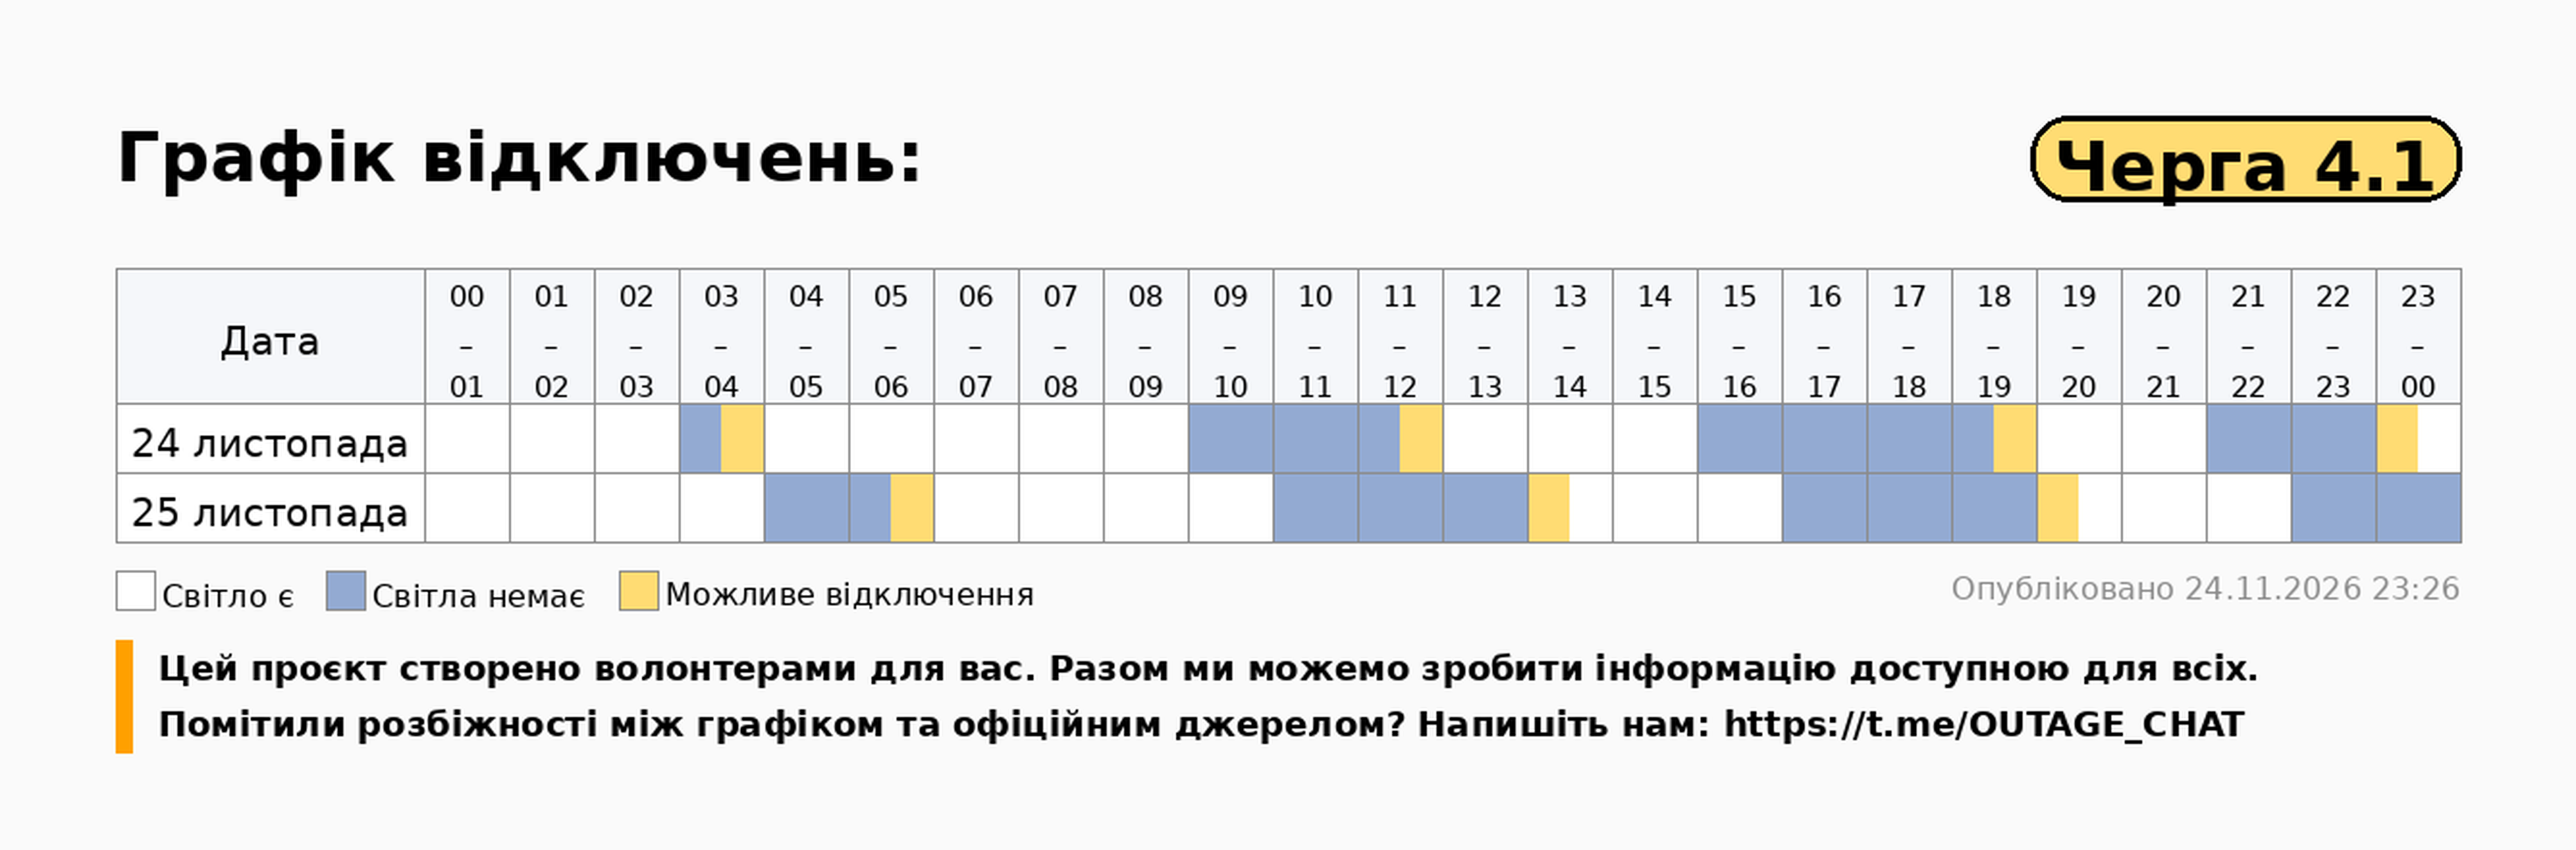 Графік відключень:
Черга 4.1
Дата 00 – 01 01 – 02 02 – 03 03 – 04 04 – 05 05 – 06 06 – 07 07 – 08 08 – 09 09 – 10 10 – 11 11 – 12 12 – 13 13 – 14 14 – 15 15 – 16 16 – 17 17 – 18 18 – 19 19 – 20 20 – 21 21 – 22 22 – 23 23 – 00
24 листопада
25 листопада
Світло є Світла немає Можливе відключення
Опубліковано 24.11.2026 23:26
Цей проєкт створено волонтерами для вас. Разом ми можемо зробити інформацію доступною для всіх.
Помітили розбіжності між графіком та офіційним джерелом? Напишіть нам: https://t.me/OUTAGE_CHAT